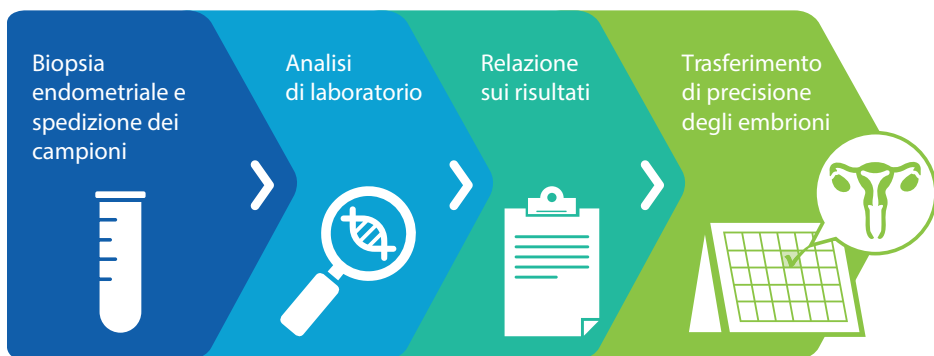 Biopsia
endometriale e
spedizione dei
campioni
Analisi
di laboratorio
Relazione
sui risultati
Trasferimento
di precisione
degli embrioni